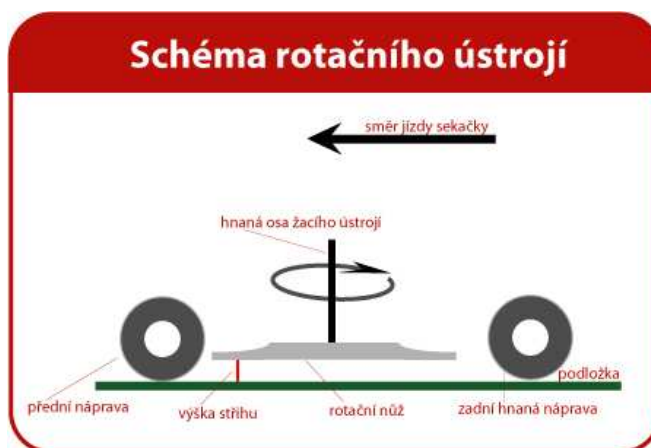 Schéma rotačního ústrojí
směr jízdy sekačky
hnaná osa žacího ústrojí
podložka
přední náprava
výška střihu
rotační nůž
zadní hnaná náprava